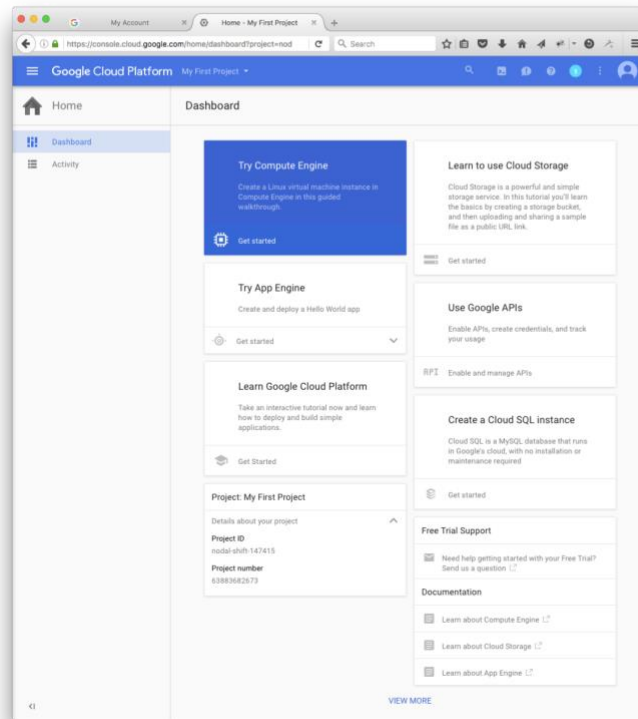 My Account
Home - My First Project
https://console.cloud.google.com/home/dashboard?project=nod
Search
Google Cloud Platform
My First Project
Home
Dashboard
Dashboard
Activity
Try Compute Engine
Create a Linux virtual machine instance in
Compute Engine in this guided
walkthrough.
Get started
Try App Engine
Create and deploy a Hello World app
Get started
Learn Google Cloud Platform
Take an interactive tutorial now and learn
how to deploy and build simple
applications.
Get Started
Project: My First Project
Details about your project
Project ID
nodal-shift-147415
Project number
63883682673
Learn to use Cloud Storage
Cloud Storage is a powerful and simple
storage service. In this tutorial you'll learn
the basics by creating a storage bucket,
and then uploading and sharing a sample
file as a public URL link.
Get started
Use Google APIs
Enable APIs, create credentials, and track
your usage
API Enable and manage APIs
Create a Cloud SQL instance
Cloud SQL is a MySQL database that runs
in Google's cloud, with no installation or
maintenance required
Get started
Free Trial Support
Need help getting started with your Free Trial?
Send us a question
Documentation
Learn about Compute Engine
Learn about Cloud Storage
Learn about App Engine
VIEW MORE